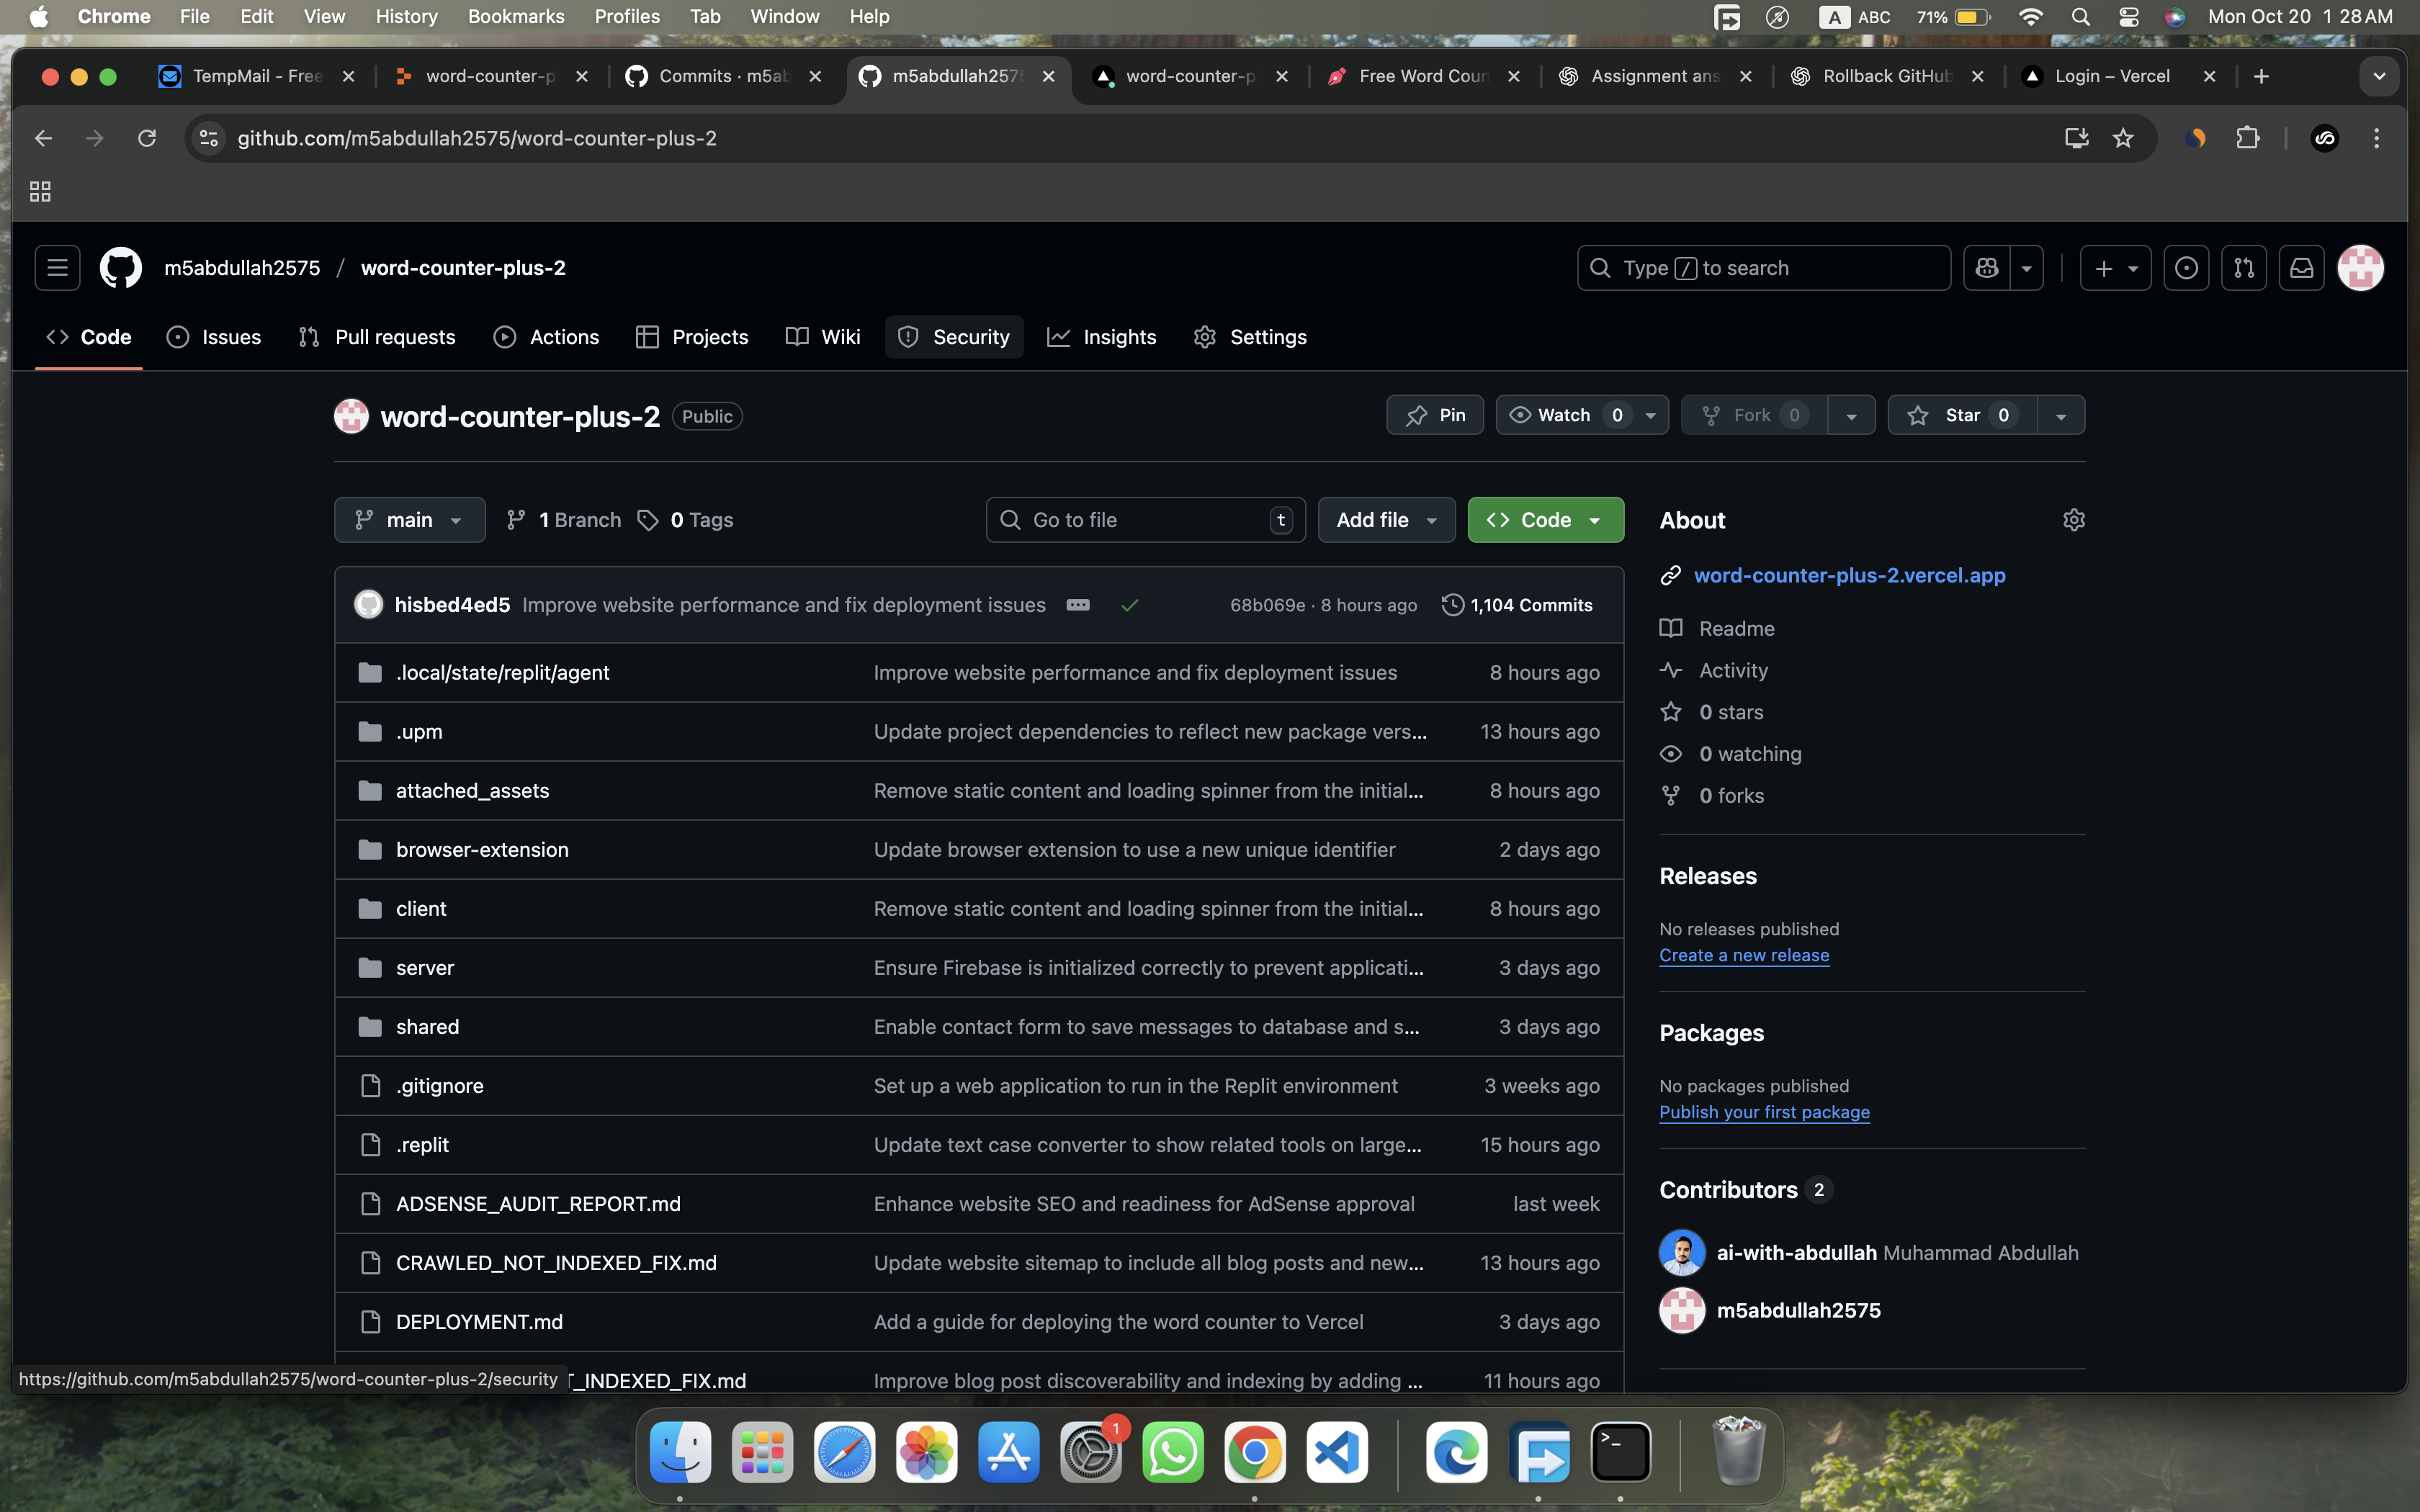 Chrome File Edit View History Bookmarks Profiles Tab Window Help A ABC 71% Mon Oct 20 1 28 AM
TempMail - Free word-counter-p Commits · m5ab m5abdullah257 word-counter-p Free Word Coun Assignment ans Rollback GitHub Login – Vercel
github.com/m5abdullah2575/word-counter-plus-2
m5abdullah2575 / word-counter-plus-2 Type / to search
Code Issues Pull requests Actions Projects Wiki Security Insights Settings
word-counter-plus-2 Public Pin Watch 0 Fork 0 Star 0
main 1 Branch 0 Tags Go to file t Add file Code
hisbed4ed5 Improve website performance and fix deployment issues 68b069e · 8 hours ago 1,104 Commits
.local/state/replit/agent Improve website performance and fix deployment issues 8 hours ago
.upm Update project dependencies to reflect new package vers... 13 hours ago
attached_assets Remove static content and loading spinner from the initial... 8 hours ago
browser-extension Update browser extension to use a new unique identifier 2 days ago
client Remove static content and loading spinner from the initial... 8 hours ago
server Ensure Firebase is initialized correctly to prevent applicati... 3 days ago
shared Enable contact form to save messages to database and s... 3 days ago
.gitignore Set up a web application to run in the Replit environment 3 weeks ago
.replit Update text case converter to show related tools on large... 15 hours ago
ADSENSE_AUDIT_REPORT.md Enhance website SEO and readiness for AdSense approval last week
CRAWLED_NOT_INDEXED_FIX.md Update website sitemap to include all blog posts and new... 13 hours ago
DEPLOYMENT.md Add a guide for deploying the word counter to Vercel 3 days ago
T_INDEXED_FIX.md Improve blog post discoverability and indexing by adding ... 11 hours ago
About
word-counter-plus-2.vercel.app
Readme
Activity
0 stars
0 watching
0 forks
Releases
No releases published
Create a new release
Packages
No packages published
Publish your first package
Contributors 2
ai-with-abdullah Muhammad Abdullah
m5abdullah2575
https://github.com/m5abdullah2575/word-counter-plus-2/security
1